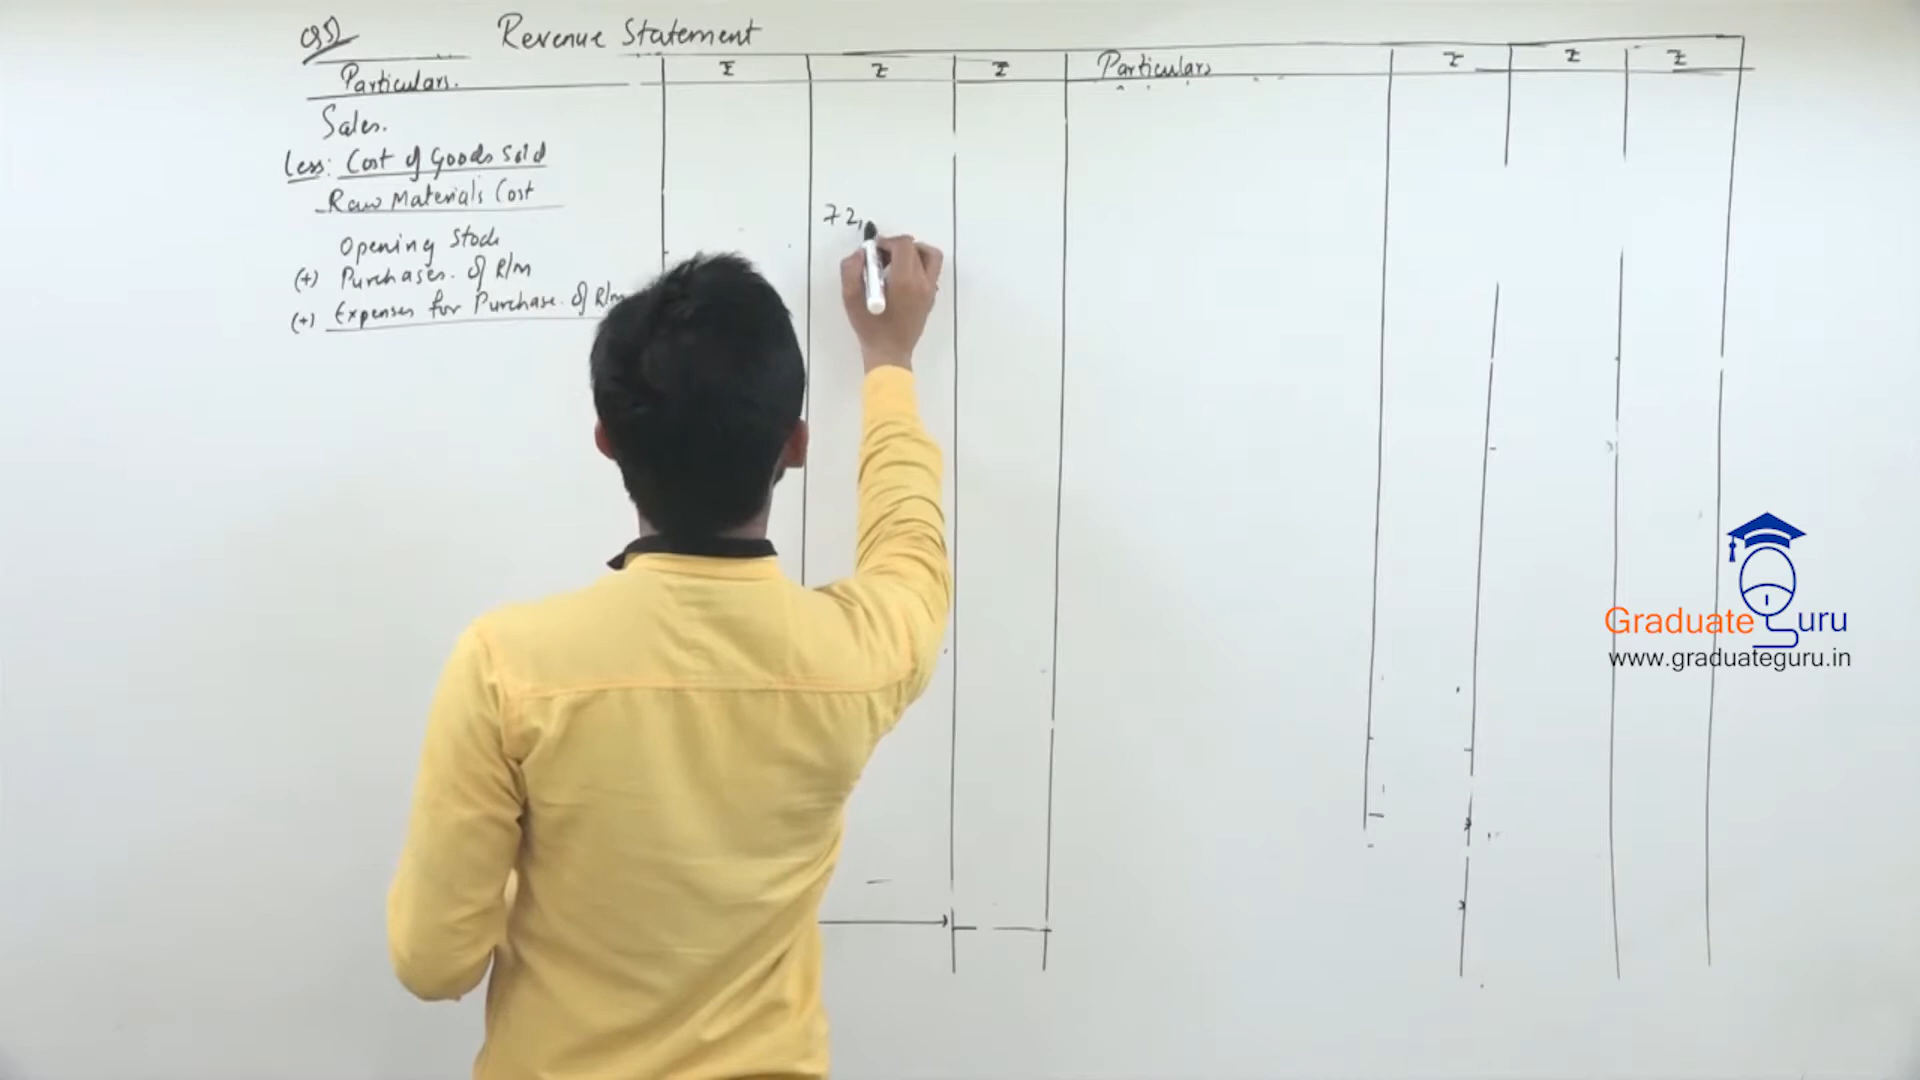 Q5)
Revenue Statement
Particulars. ₹ ₹ ₹ Particulars ₹ ₹ ₹
Sales.
Less: Cost of Goods Sold
Raw Materials Cost
72,
Opening Stock
(+) Purchases. of R/m
(+) Expenses for Purchase. of R/m
Graduate Guru
www.graduateguru.in